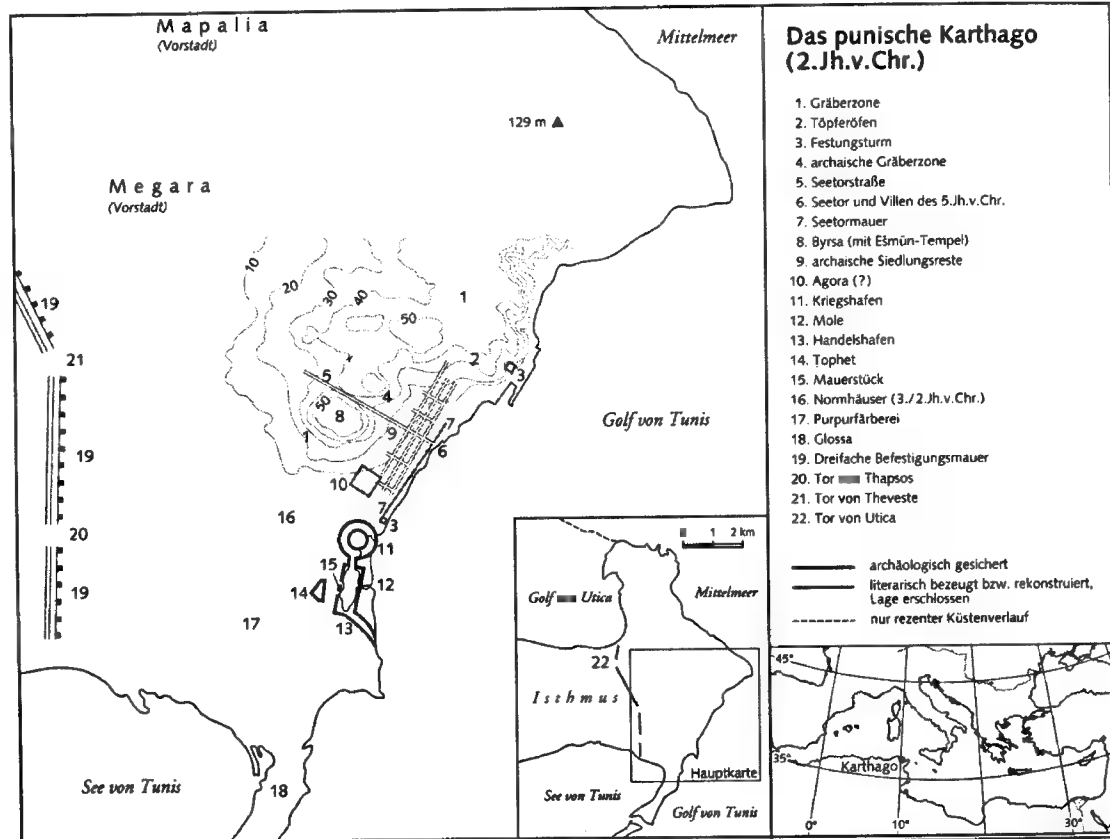 Mapalia
(Vorstadt)
Mittelmeer
129 m
Megara
(Vorstadt)
10
20
30
40
50
1
19
21
2
3
5
4
50
8
9
7
6
1
Golf von Tunis
19
10
7
3
16
11
20
15
12
14
19
13
17
See von Tunis
18
Das punische Karthago
(2.Jh.v.Chr.)
1. Gräberzone
2. Töpferöfen
3. Festungsturm
4. archaische Gräberzone
5. Seetorstraße
6. Seetor und Villen des 5.Jh.v.Chr.
7. Seetormauer
8. Byrsa (mit Ešmün-Tempel)
9. archaische Siedlungsreste
10. Agora (?)
11. Kriegshafen
12. Mole
13. Handelshafen
14. Tophet
15. Mauerstück
16. Normhäuser (3./2.Jh.v.Chr.)
17. Purpurfärberei
18. Glossa
19. Dreifache Befestigungsmauer
20. Tor Thapsos
21. Tor von Theveste
22. Tor von Utica
archäologisch gesichert
literarisch bezeugt bzw. rekonstruiert,
Lage erschlossen
nur rezenter Küstenverlauf
1 2 km
Golf Utica
Mittelmeer
22
Isthmus
Hauptkarte
See von Tunis
Golf von Tunis
45°
35°
Karthago
0°
10°
30°